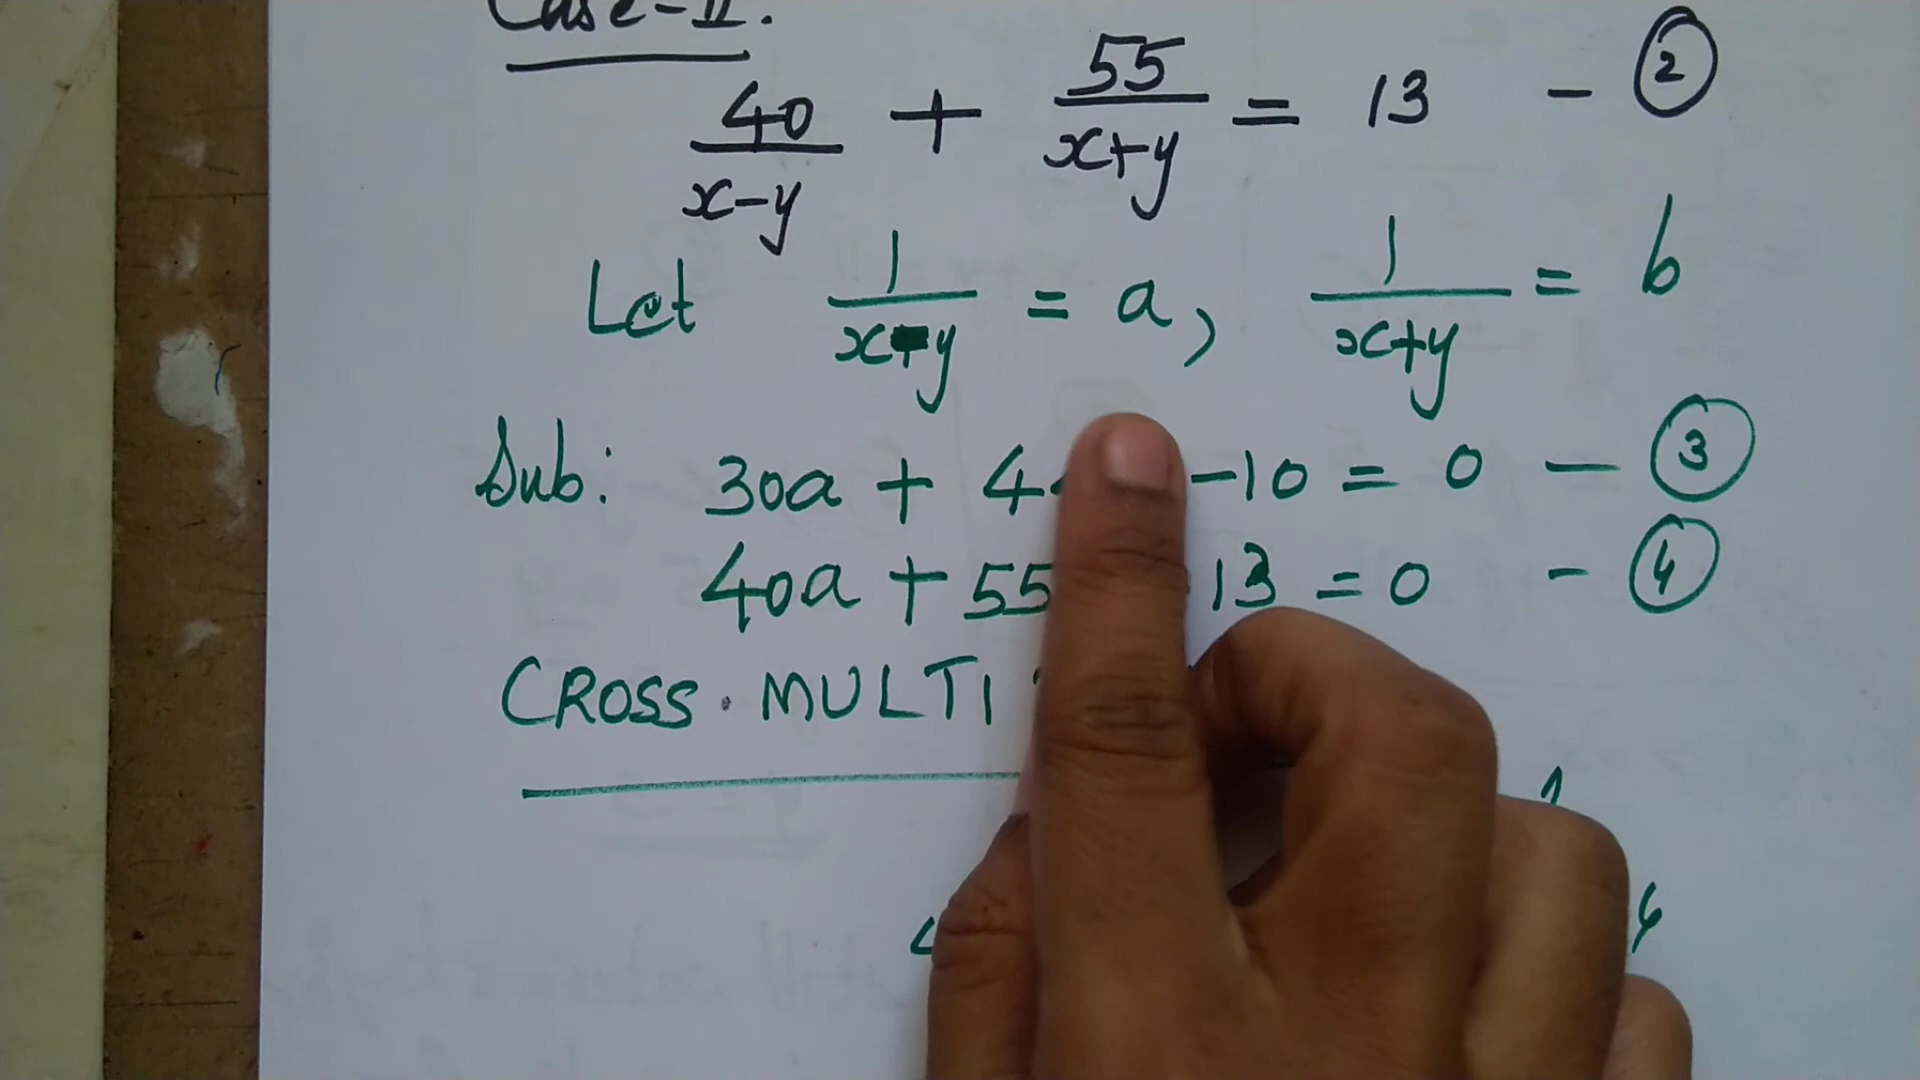 Case-II.
40/(x-y) + 55/(x+y) = 13 - ②
Let 1/(x-y) = a, 1/(x+y) = b
Sub: 30a + 4 -10 = 0 - ③
40a + 55 13 = 0 - ④
CROSS. MULTI